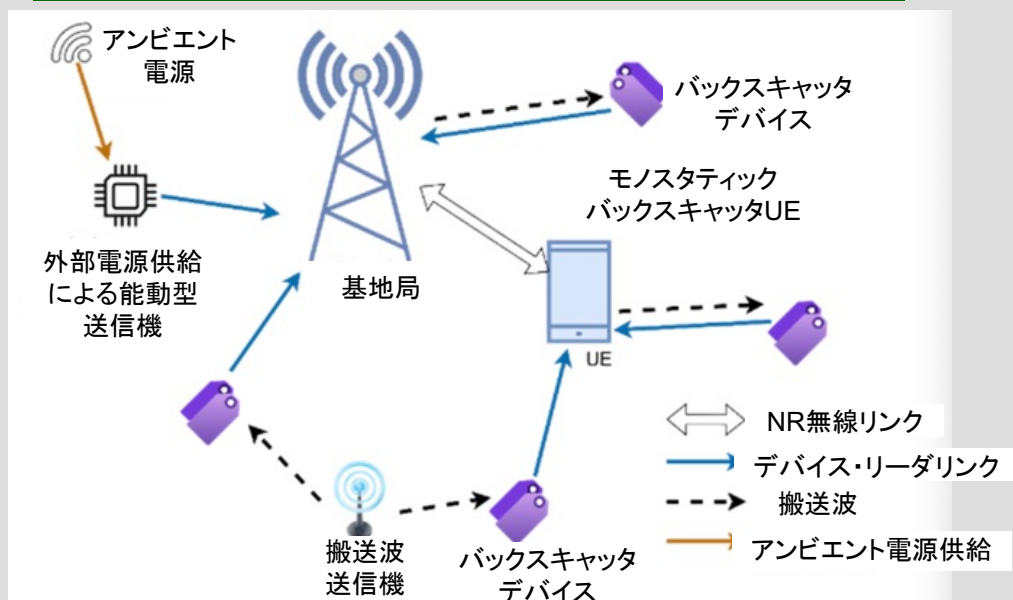 アンビエント
電源
バックスキャッタ
デバイス
モノスタティック
バックスキャッタUE
外部電源供給
による能動型
送信機
基地局
UE
NR無線リンク
デバイス・リーダリンク
搬送波
アンビエント電源供給
搬送波
送信機
バックスキャッタ
デバイス